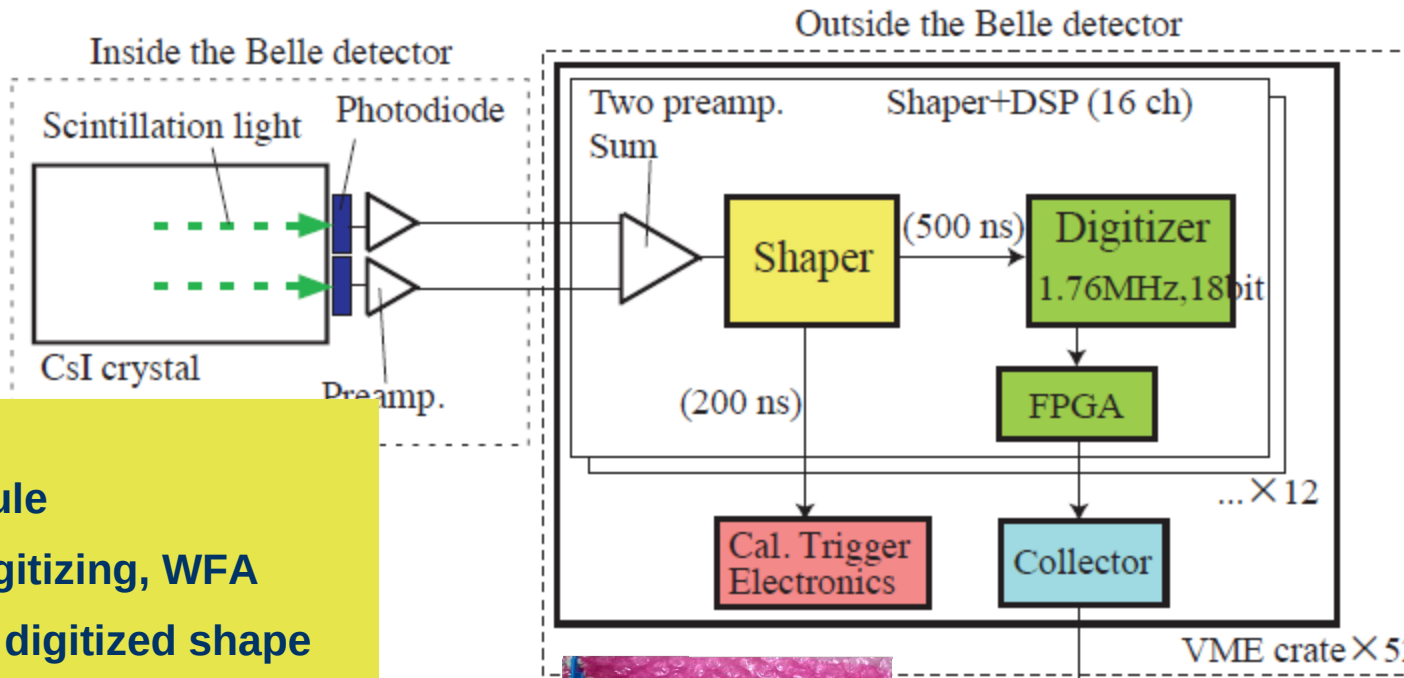 Outside the Belle detector
Inside the Belle detector
Scintillation light
Photodiode
CsI crystal
Preamp.
Two preamp.
Sum
Shaper+DSP (16 ch)
Shaper
(500 ns)
Digitizer
1.76MHz,18bit
(200 ns)
FPGA
...×12
Cal. Trigger
Electronics
Collector
VME crate×5
digitized shape
WFA